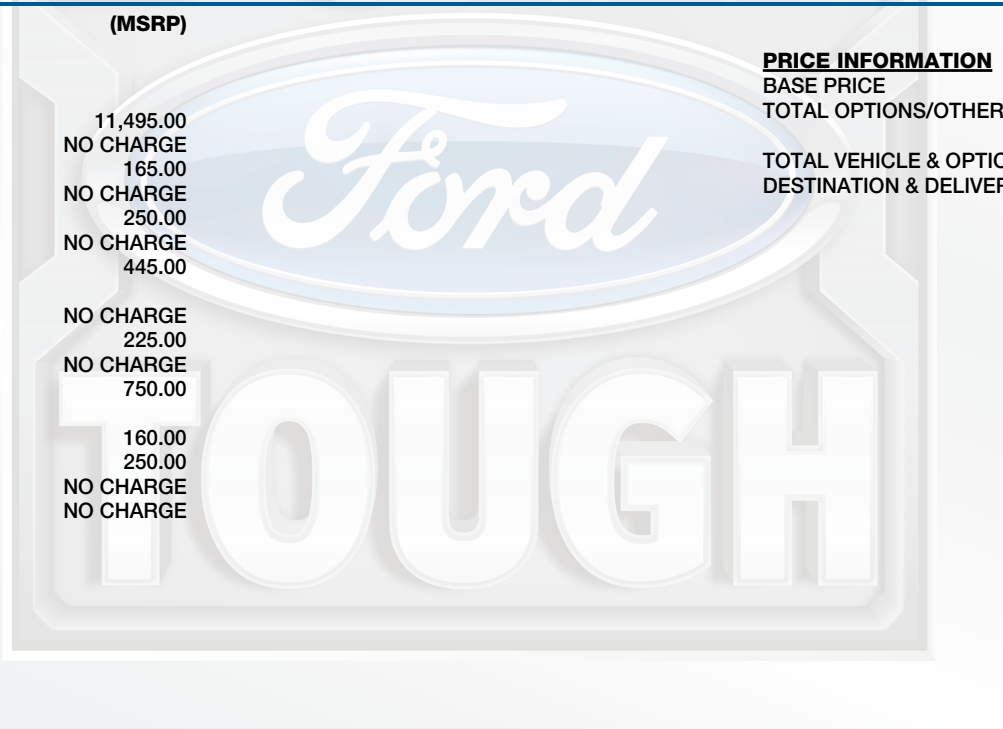 (MSRP)
11,495.00
NO CHARGE
165.00
NO CHARGE
250.00
NO CHARGE
445.00
NO CHARGE
225.00
NO CHARGE
750.00
160.00
250.00
NO CHARGE
NO CHARGE
PRICE INFORMATION
BASE PRICE
TOTAL OPTIONS/OTHER
TOTAL VEHICLE & OPTIO
DESTINATION & DELIVER
Ford
TOUGH